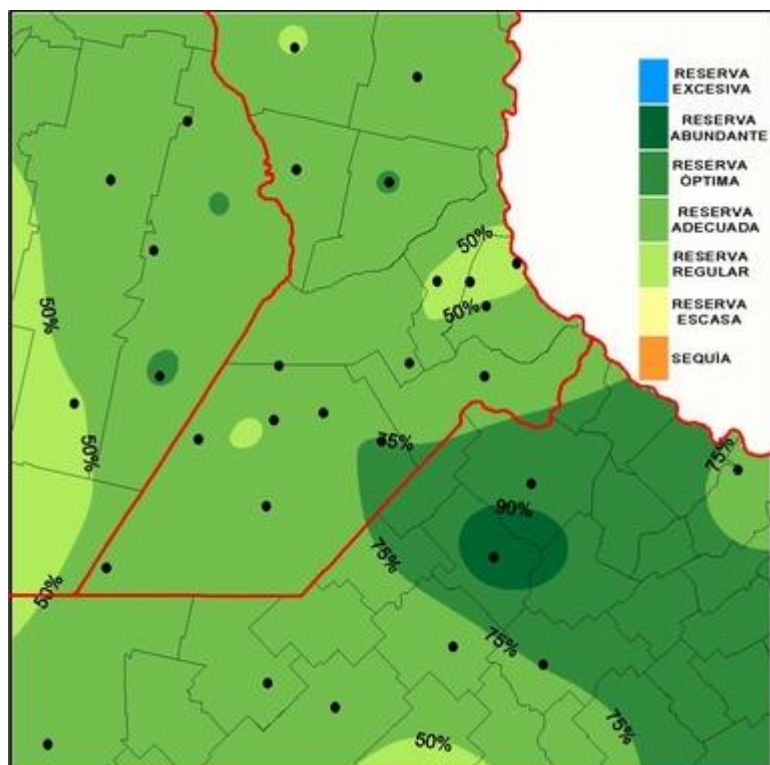 RESERVA
EXCESIVA
RESERVA
ABUNDANTE
RESERVA
ÓPTIMA
RESERVA
ADECUADA
RESERVA
REGULAR
RESERVA
ESCASA
SEQUÍA
50%
50%
50%
75%
50%
75%
90%
75%
50%
75%
75%
50%